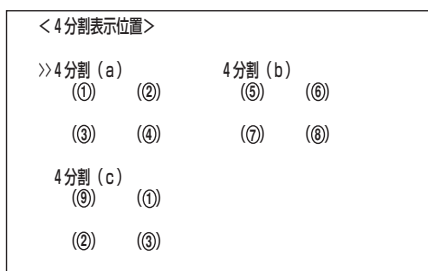 <4分割表示位置>
>>4分割(a) 4分割(b)
(①) (②) (⑤) (⑥)
(③) (④) (⑦) (⑧)
4分割(c)
(⑨) (①)
(②) (③)